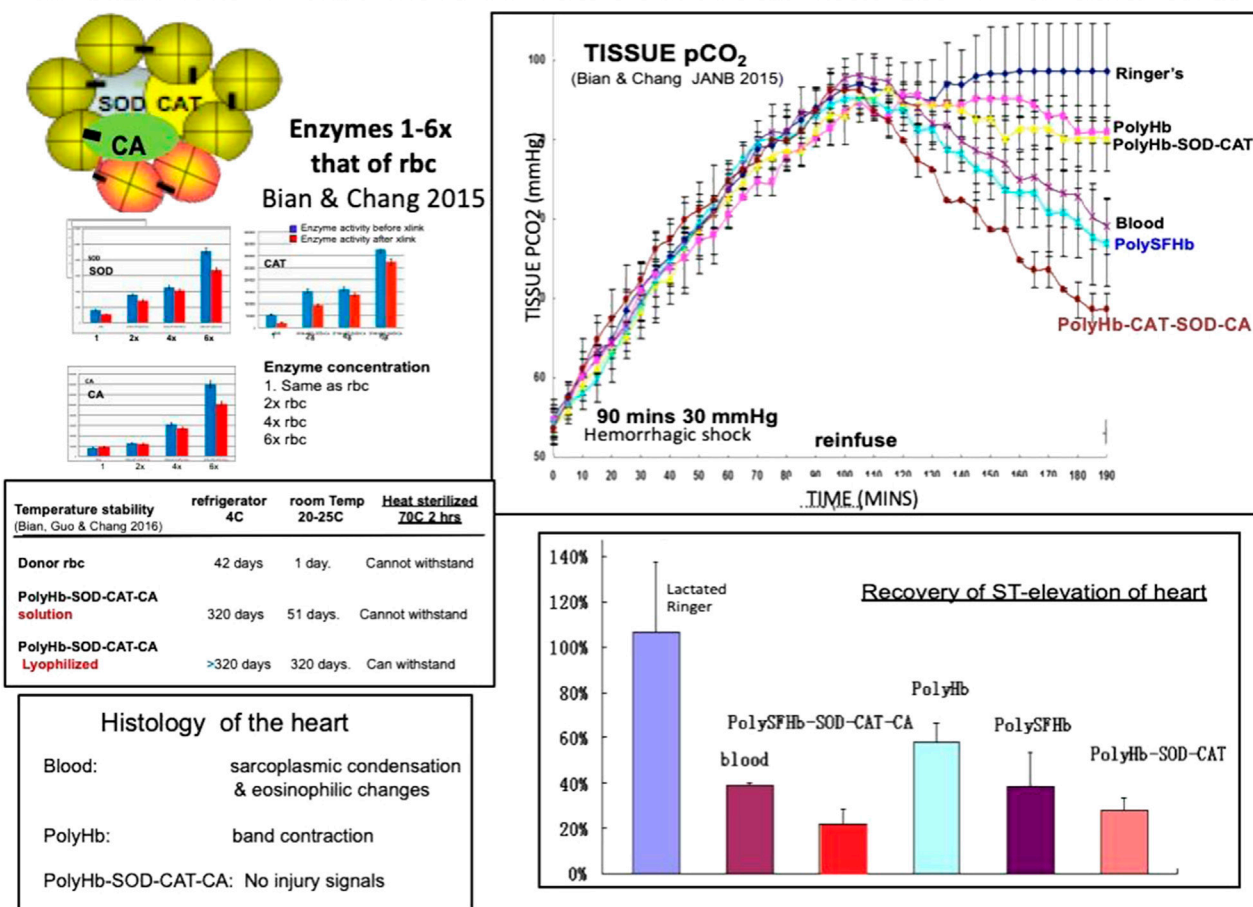 SOD CAT
CA
Enzymes 1-6x
that of rbc
Bian & Chang 2015
SOD
SOD
1 2x 4x 6x
Enzyme activity before xlink
Enzyme activity after xlink
CAT
1
CA
CA
1 2x 4x 6x
Enzyme concentration
1. Same as rbc
2x rbc
4x rbc
6x rbc
TISSUE pCO2
(Bian & Chang JANB 2015)
TISSUE PCO2 (mmHg)
100
60
50
Ringer's
PolyHb
PolyHb-SOD-CAT
Blood
PolySFHb
PolyHb-CAT-SOD-CA
90 mins 30 mmHg
Hemorrhagic shock
reinfuse
0 10 20 30 40 50 60 70 80 90 100 110 120 130 140 150 160 170 180 190
TIME (MINS)
Temperature stability
(Bian, Guo & Chang 2016)
refrigerator
4C
room Temp
20-25C
Heat sterilized
70C 2 hrs
Donor rbc 42 days 1 day. Cannot withstand
PolyHb-SOD-CAT-CA
solution 320 days 51 days. Cannot withstand
PolyHb-SOD-CAT-CA
Lyophilized >320 days 320 days. Can withstand
Histology of the heart
Blood: sarcoplasmic condensation
& eosinophilic changes
PolyHb: band contraction
PolyHb-SOD-CAT-CA: No injury signals
Recovery of ST-elevation of heart
140%
120%
100%
80%
60%
40%
20%
0%
Lactated
Ringer
blood
PolySFHb-SOD-CAT-CA
PolyHb
PolySFHb
PolyHb-SOD-CAT